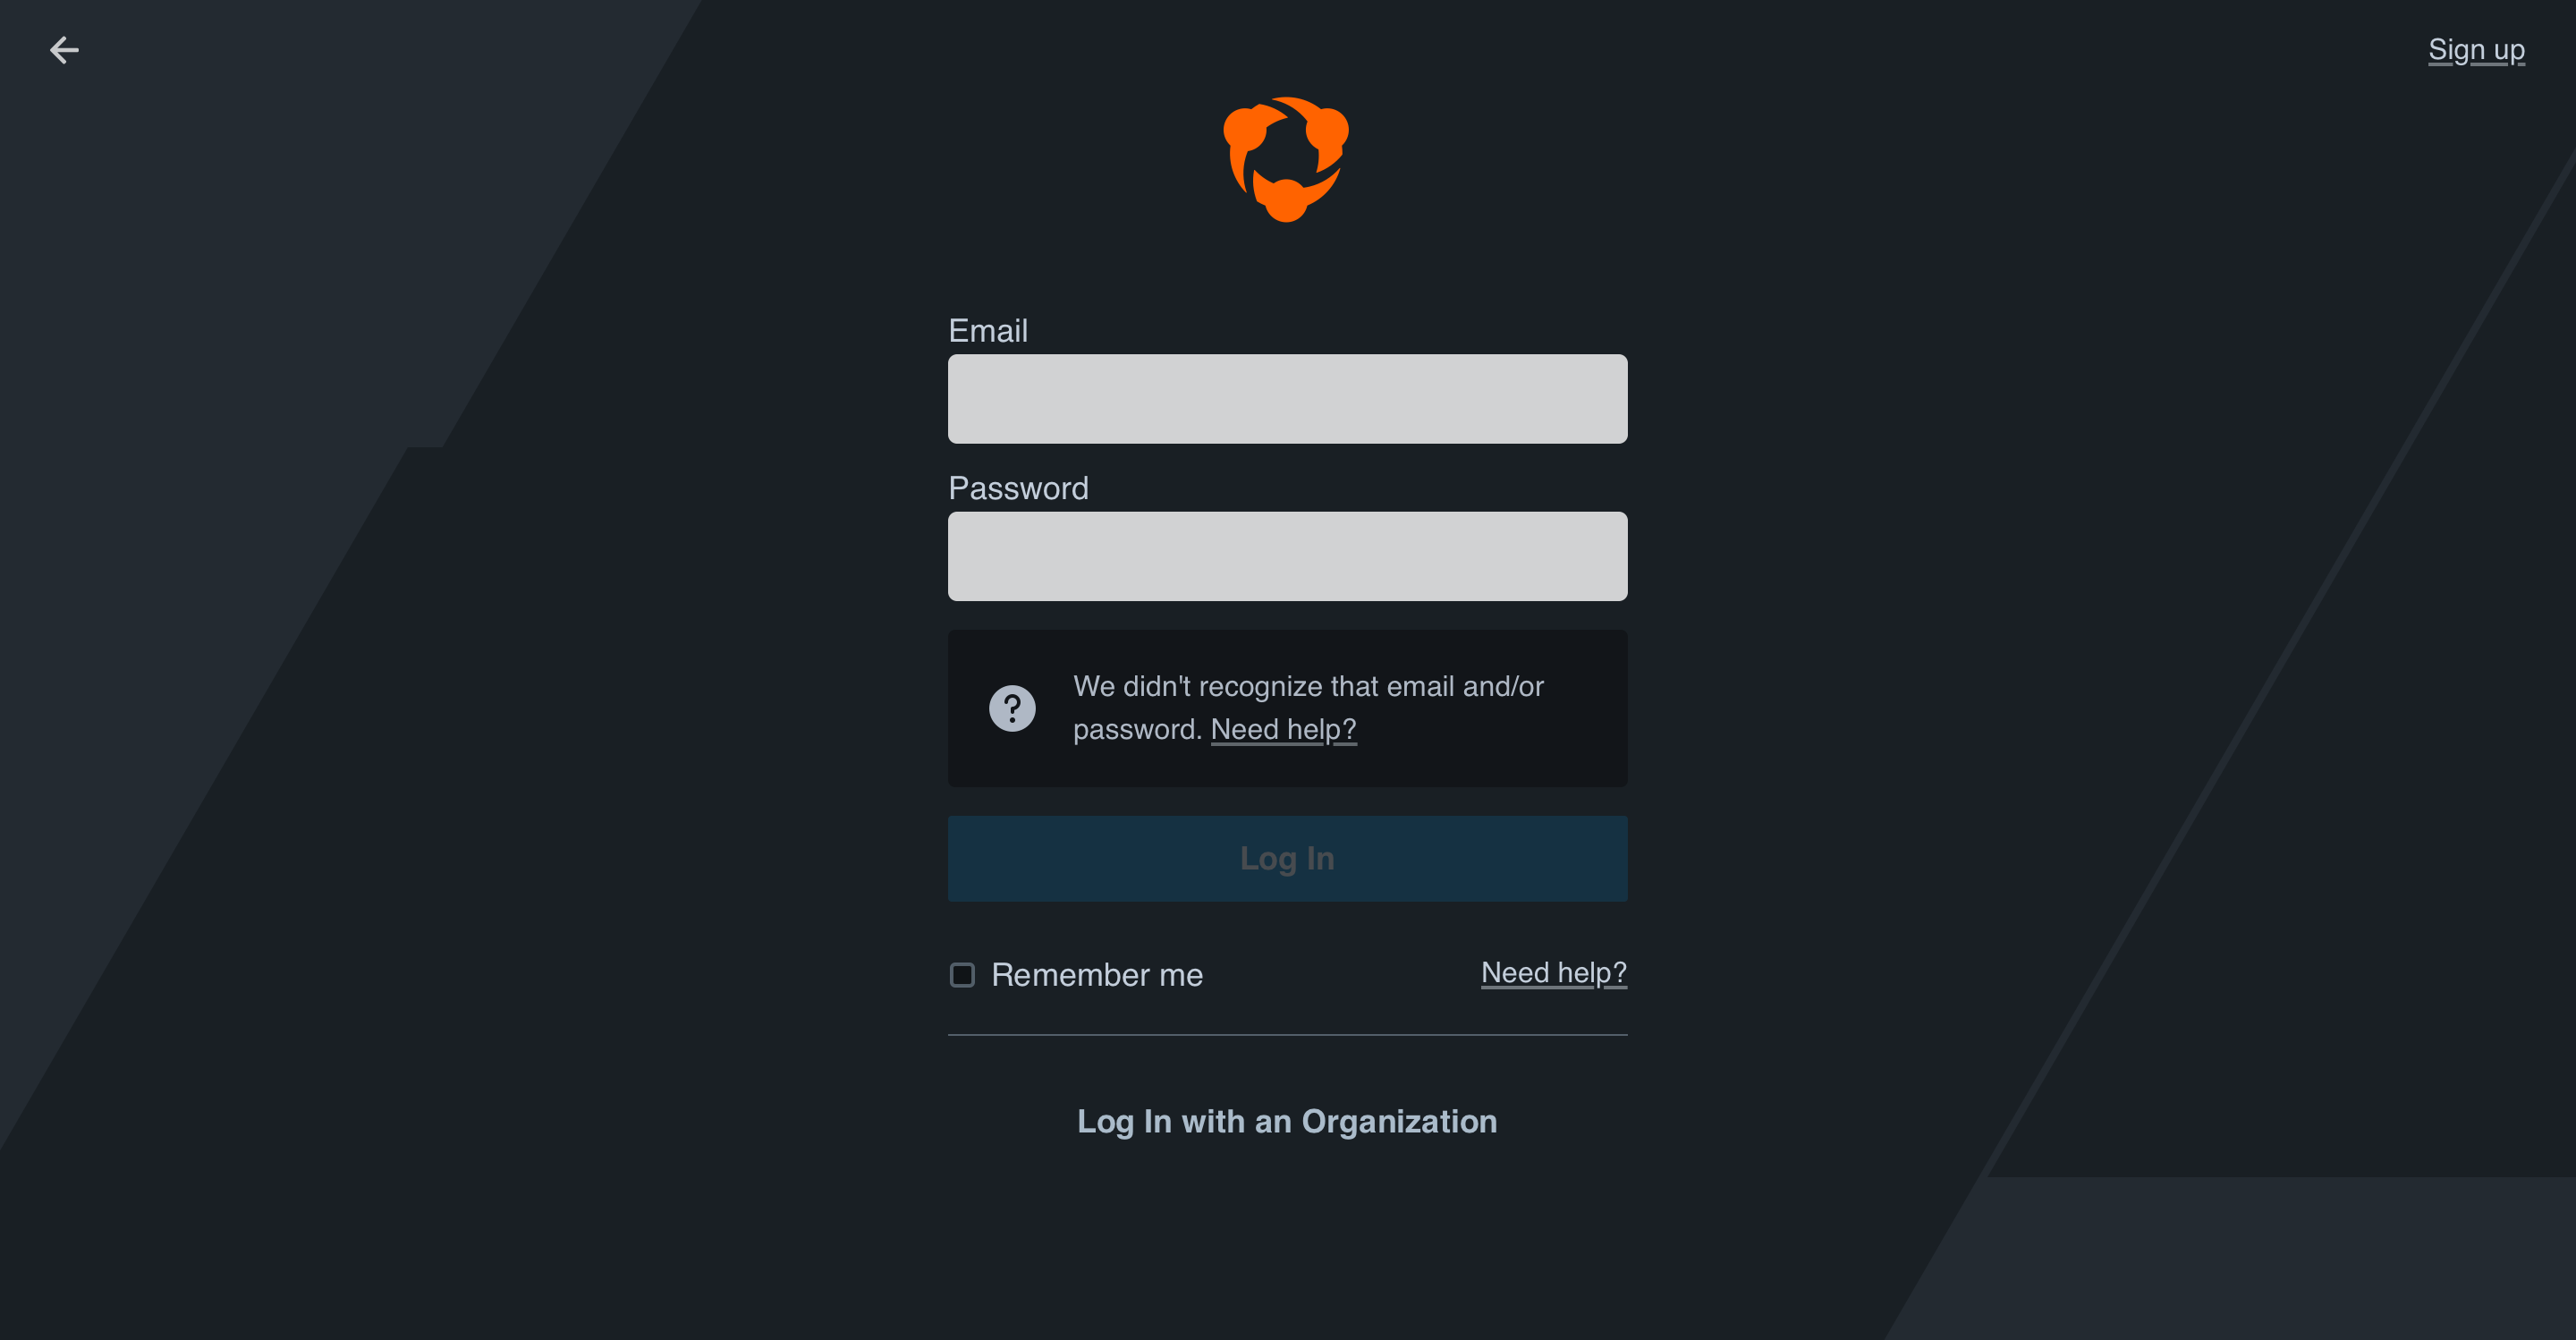 Sign up
Email
Password
We didn't recognize that email and/or
password. Need help?
Log In
Remember me
Need help?
Log In with an Organization